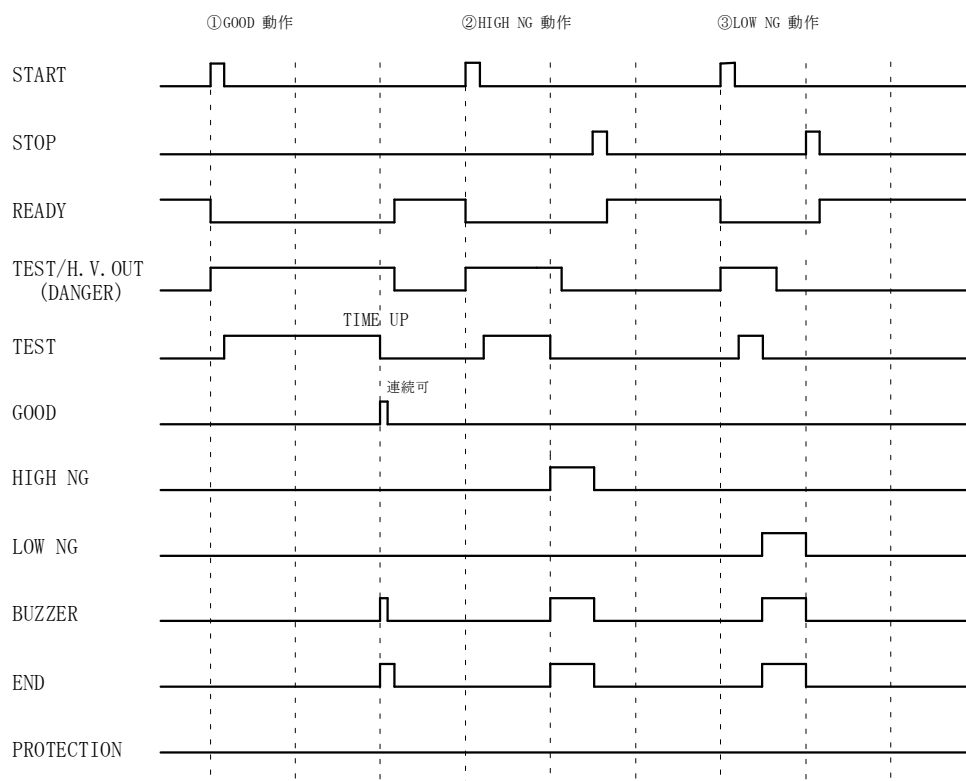 ①GOOD 動作
②HIGH NG 動作
③LOW NG 動作
START
STOP
READY
TEST/H.V.OUT
(DANGER)
TIME UP
TEST
連続可
GOOD
HIGH NG
LOW NG
BUZZER
END
PROTECTION